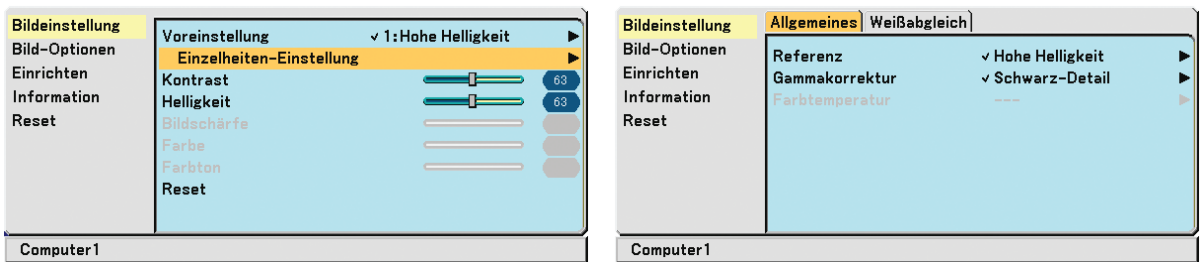 Bildeinstellung
Bild-Optionen
Einrichten
Information
Reset
Voreinstellung ✓ 1:Hohe Helligkeit ▶
Einzelheiten-Einstellung ▶
Kontrast 63
Helligkeit 63
Bildschärfe
Farbe
Farbton
Reset
Computer1
Bildeinstellung
Bild-Optionen
Einrichten
Information
Reset
Allgemeines Weißabgleich
Referenz ✓ Hohe Helligkeit ▶
Gammakorrektur ✓ Schwarz-Detail ▶
Farbtemperatur --- ▶
Computer1